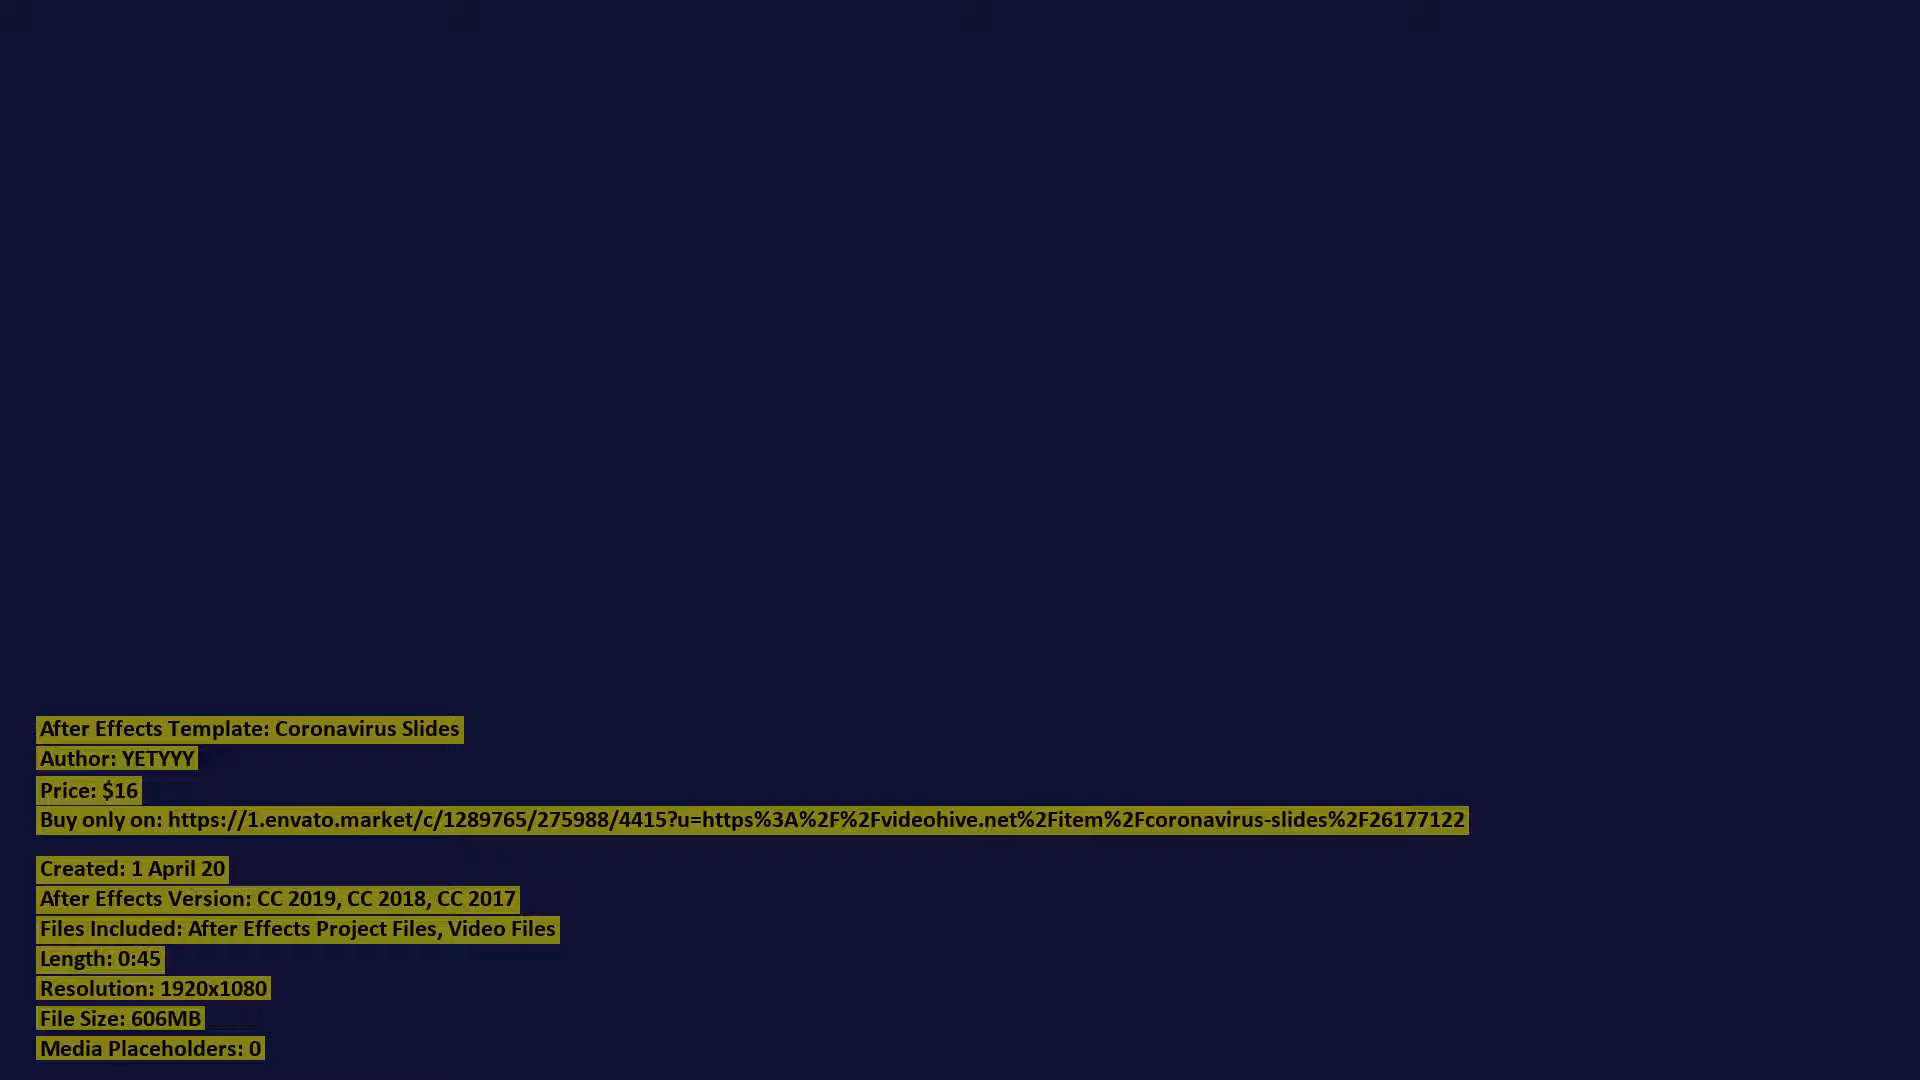 After Effects Template: Coronavirus Slides
Author: YETYYY
Price: $16
Buy only on: https://1.envato.market/c/1289765/275988/4415?u=https%3A%2F%2Fvideohive.net%2Fitem%2Fcoronavirus-slides%2F26177122
Created: 1 April 20
After Effects Version: CC 2019, CC 2018, CC 2017
Files Included: After Effects Project Files, Video Files
Length: 0:45
Resolution: 1920x1080
File Size: 606MB
Media Placeholders: 0